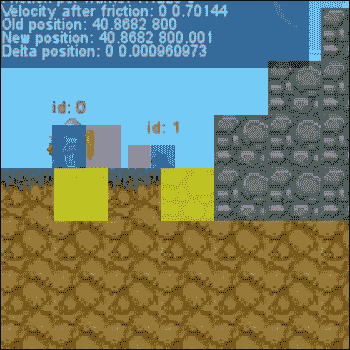 Velocity after friction: 0 0.70144
Old position: 40.8682 800
New position: 40.8682 800.001
Delta position: 0 0.000960973
id: 0
id: 1